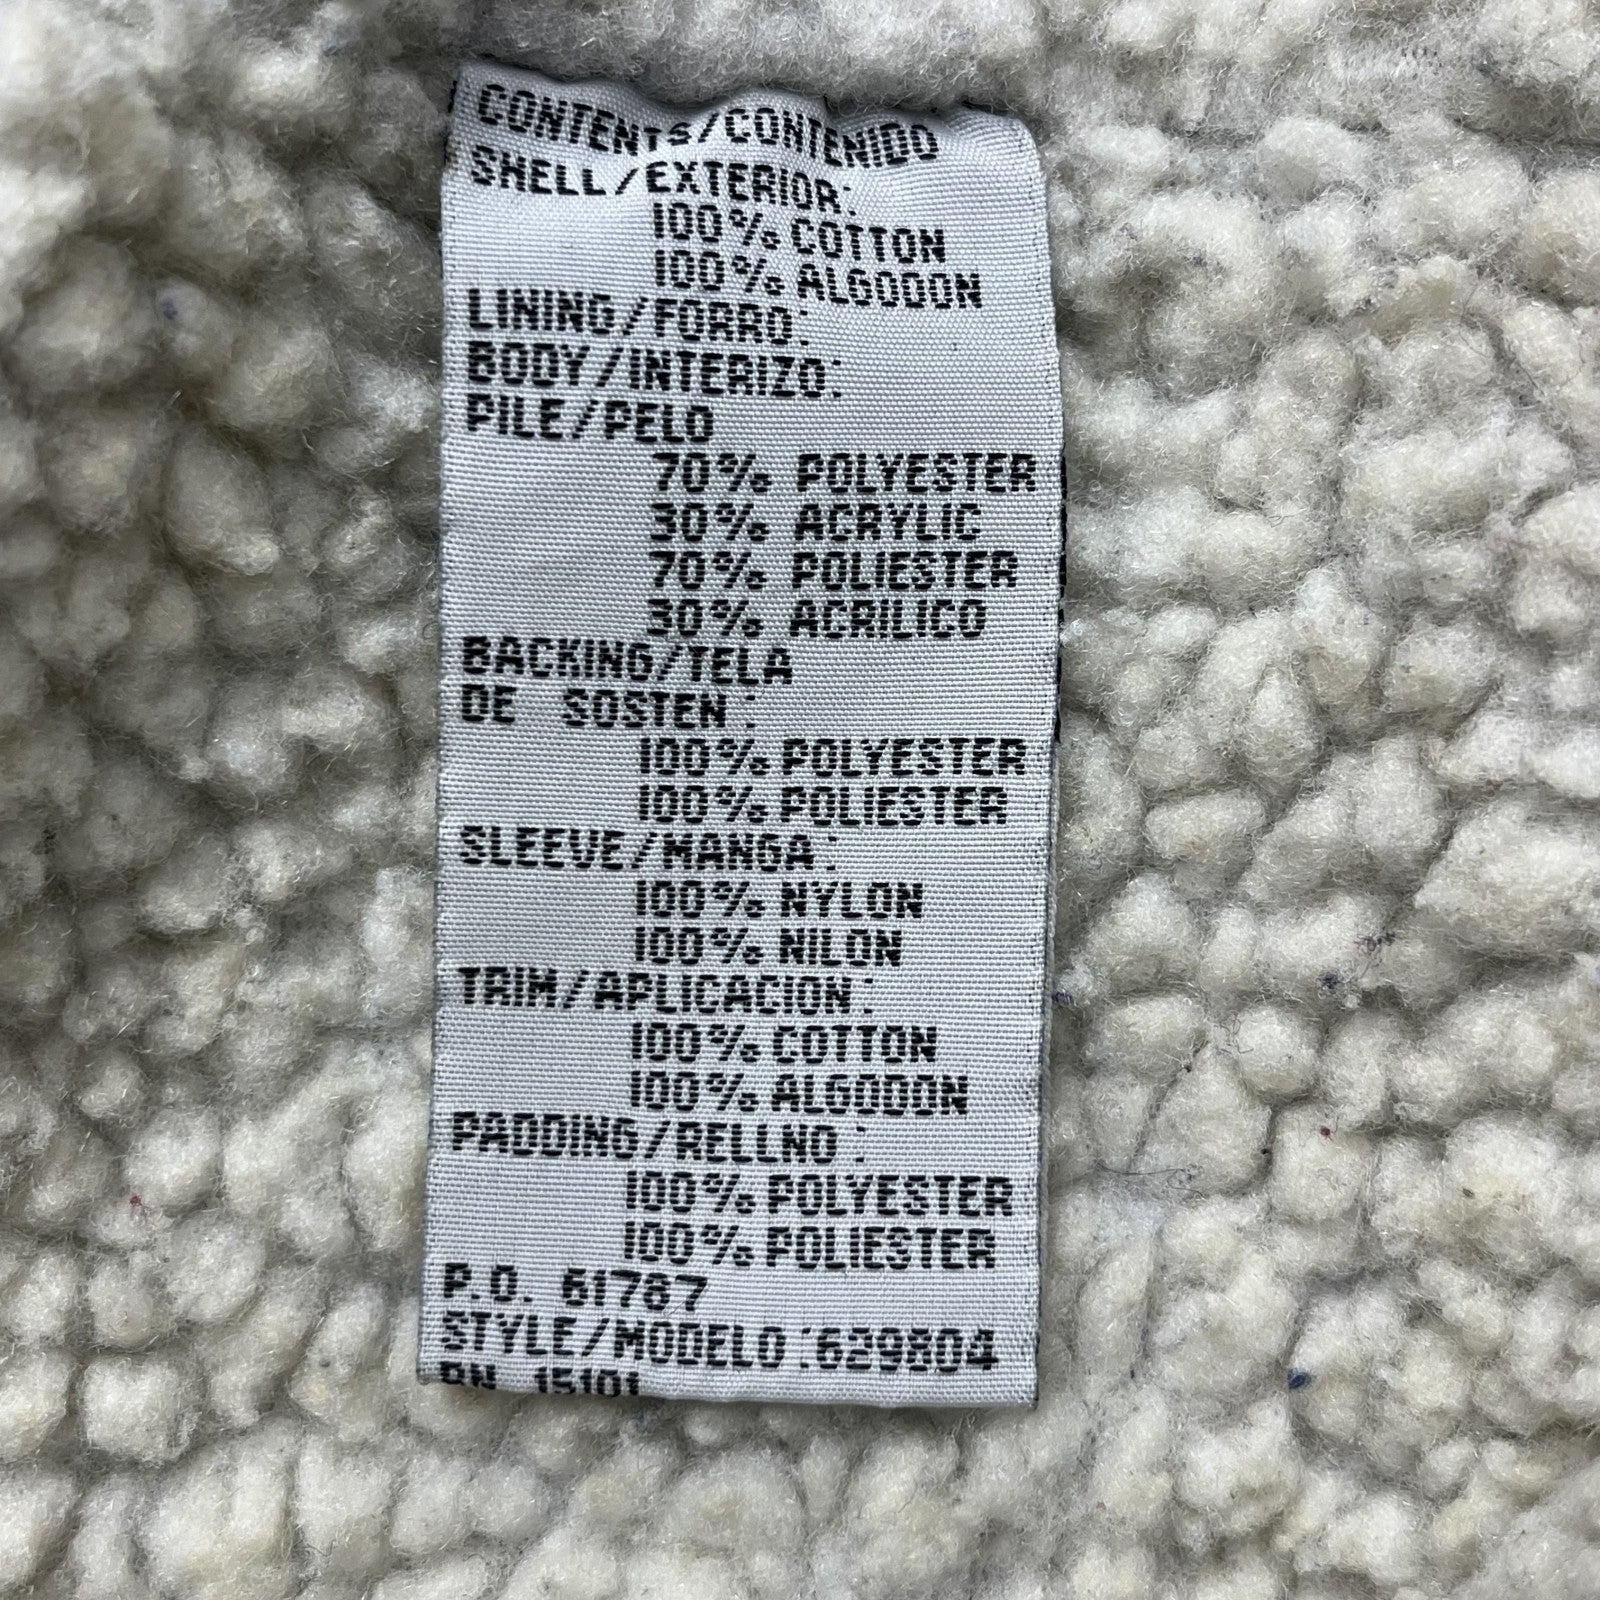 CONTENTS/CONTENIDO
SHELL/EXTERIOR:
100% COTTON
100% ALGODON
LINING/FORRO:
BODY/INTERIZO:
PILE/PELO
70% POLYESTER
30% ACRYLIC
70% POLIESTER
30% ACRILICO
BACKING/TELA
DE SOSTEN:
100% POLYESTER
100% POLIESTER
SLEEVE/MANGA:
100% NYLON
100% NILON
TRIM/APLICACION:
100% COTTON
100% ALGODON
PADDING/RELLNO:
100% POLYESTER
100% POLIESTER
P.O. 61787
STYLE/MODELO:629804
RN 15101